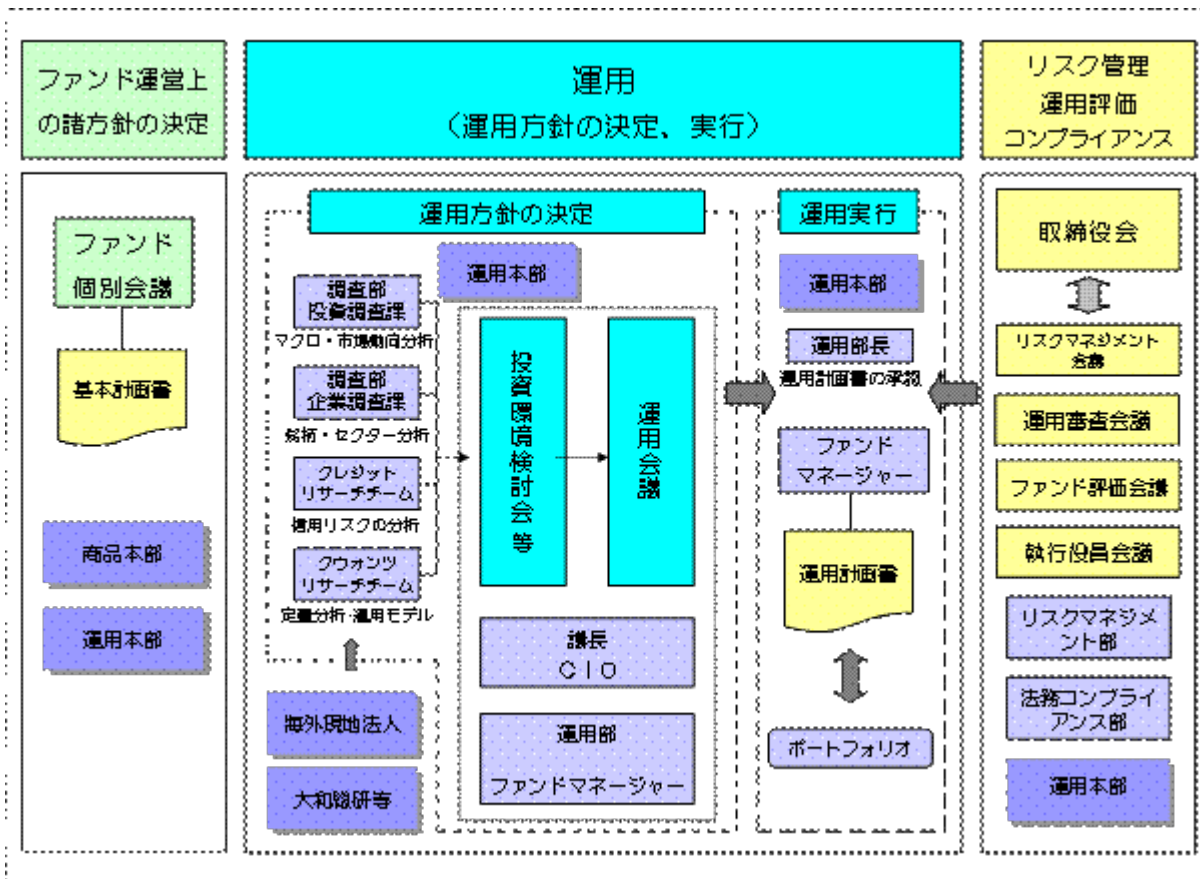 ファンド運営上
の諸方針の決定
運用
（運用方針の決定、実行）
リスク管理
運用評価
コンプライアンス
ファンド
個別会議
基本計画書
商品本部
運用本部
運用方針の決定
運用本部
調査部
投資調査課
マクロ・市場動向分析
調査部
企業調査課
銘柄・セクター分析
クレジット
リサーチチーム
信用リスクの分析
クウォンツ
リサーチチーム
定量分析・運用モデル
海外現地法人
大和総研等
投資環境検討会等
運用会議
議長
ＣＩＯ
運用部
ファンドマネージャー
運用実行
運用本部
運用部長
運用計画書の承認
ファンド
マネージャー
運用計画書
ポートフォリオ
取締役会
リスクマネジメント
会議
運用審査会議
ファンド評価会議
執行役員会議
リスクマネジメ
ント部
法務コンプライ
アンス部
運用本部